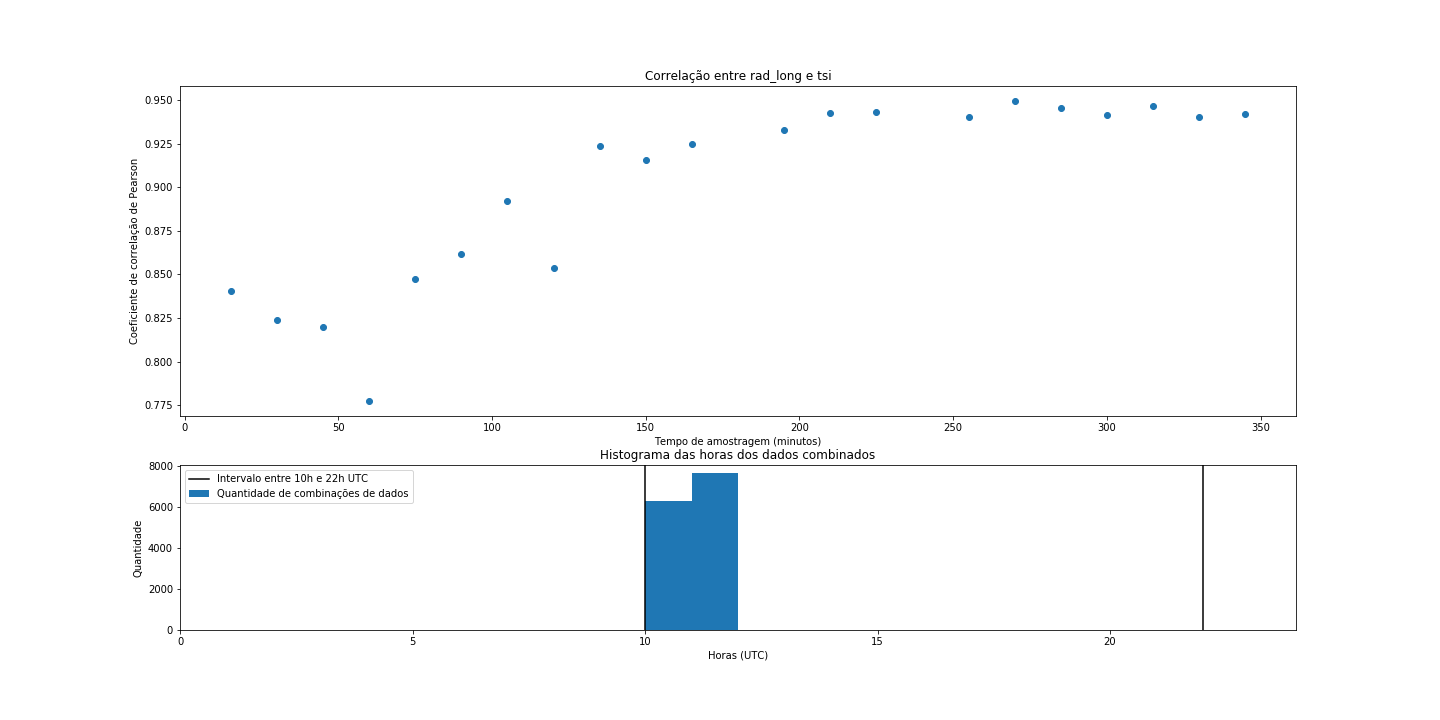 Correlação entre rad_long e tsi
0.950
0.925
0.900
0.875
0.850
0.825
0.800
0.775
Coeficiente de correlação de Pearson
0 50 100 150 200 250 300 350
Tempo de amostragem (minutos)
Histograma das horas dos dados combinados
8000
6000
4000
2000
0
Quantidade
Intervalo entre 10h e 22h UTC
Quantidade de combinações de dados
0 5 10 15 20
Horas (UTC)